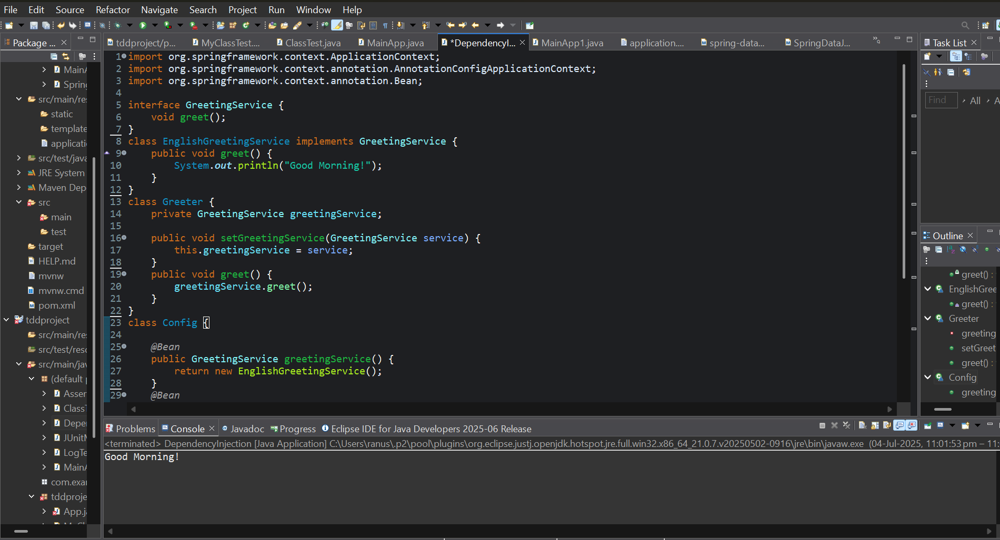 File Edit Source Refactor Navigate Search Project Run Window Help
Package ...
tddproject/p... MyClassTest.... ClassTest.java MainApp.java *DependencyI... MainApp1.java application.... spring-data... SpringDataJ...
Task List
MainA
Spring
src/main/res
static
template
applicati
src/test/java
JRE System
Maven Dep
src
main
test
target
HELP.md
mvnw
mvnw.cmd
pom.xml
tddproject
src/main/res
src/test/reso
src/main/jav
(default p
Asser
ClassT
Depe
JUnitM
LogTe
MainA
com.exa
tddproje
App.j
1 import org.springframework.context.ApplicationContext;
2 import org.springframework.context.annotation.AnnotationConfigApplicationContext;
3 import org.springframework.context.annotation.Bean;
4
5 interface GreetingService {
6 void greet();
7 }
8 class EnglishGreetingService implements GreetingService {
9 public void greet() {
10 System.out.println("Good Morning!");
11 }
12 }
13 class Greeter {
14 private GreetingService greetingService;
15
16 public void setGreetingService(GreetingService service) {
17 this.greetingService = service;
18 }
19 public void greet() {
20 greetingService.greet();
21 }
22 }
23 class Config {
24
25 @Bean
26 public GreetingService greetingService() {
27 return new EnglishGreetingService();
28 }
29 @Bean
Find All A
Outline
greet() :
EnglishGree
greet() :
Greeter
greeting
setGreet
greet() :
Config
greeting
Problems Console Javadoc Progress Eclipse IDE for Java Developers 2025-06 Release
<terminated> DependencyInjection [Java Application] C:\Users\ranus\.p2\pool\plugins\org.eclipse.justj.openjdk.hotspot.jre.full.win32.x86_64_21.0.7.v20250502-0916\jre\bin\javaw.exe (04-Jul-2025, 11:01:53 pm – 11:
Good Morning!